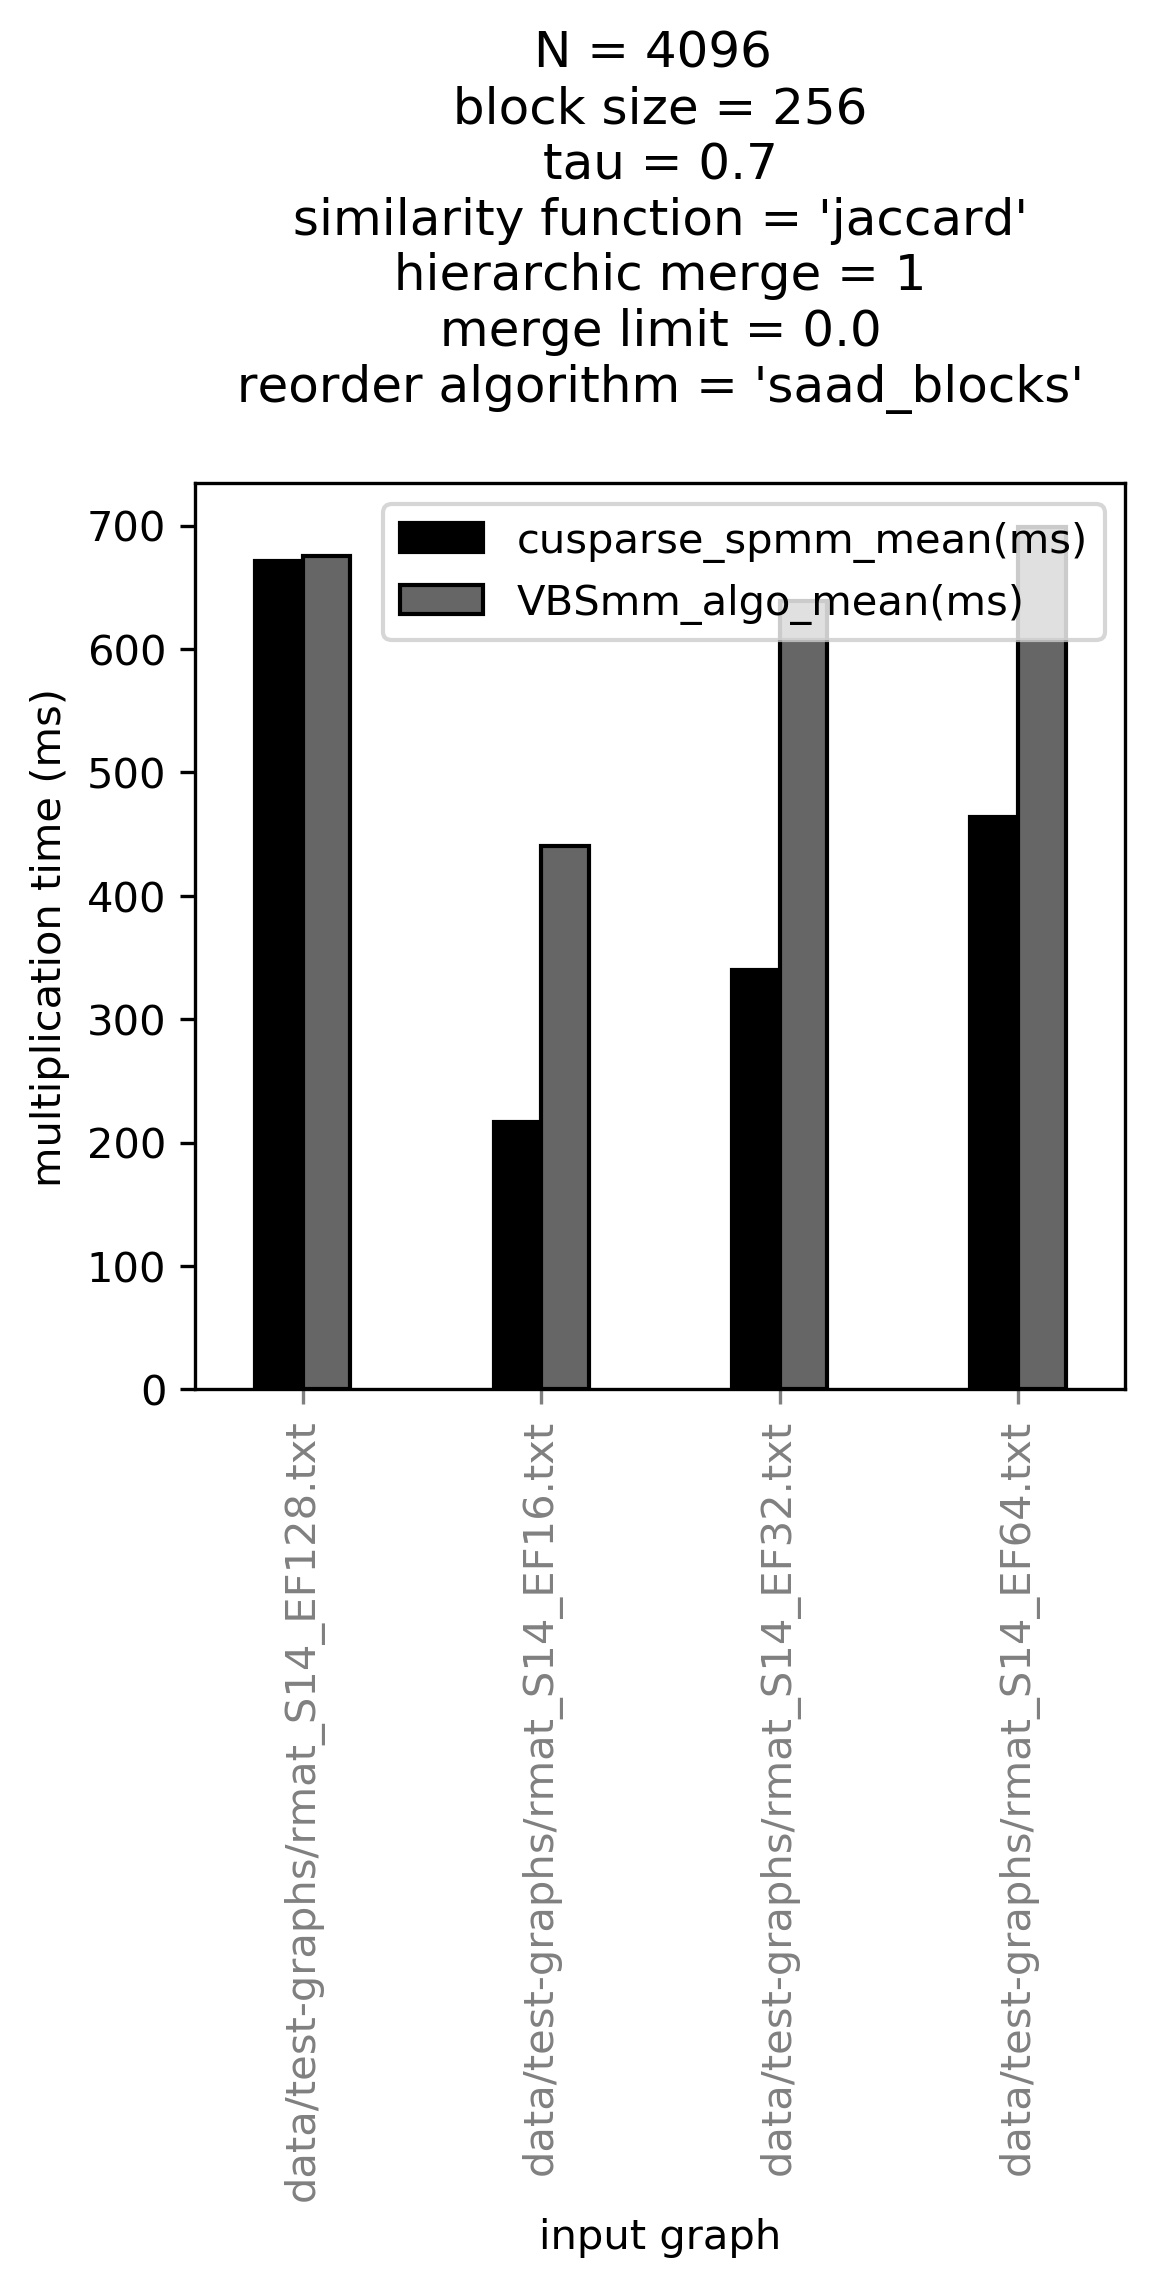 N = 4096
block size = 256
tau = 0.7
similarity function = 'jaccard'
hierarchic merge = 1
merge limit = 0.0
reorder algorithm = 'saad_blocks'
cusparse_spmm_mean(ms)
VBSmm_algo_mean(ms)
multiplication time (ms)
700
600
500
400
300
200
100
0
data/test-graphs/rmat_S14_EF128.txt
data/test-graphs/rmat_S14_EF16.txt
data/test-graphs/rmat_S14_EF32.txt
data/test-graphs/rmat_S14_EF64.txt
input graph